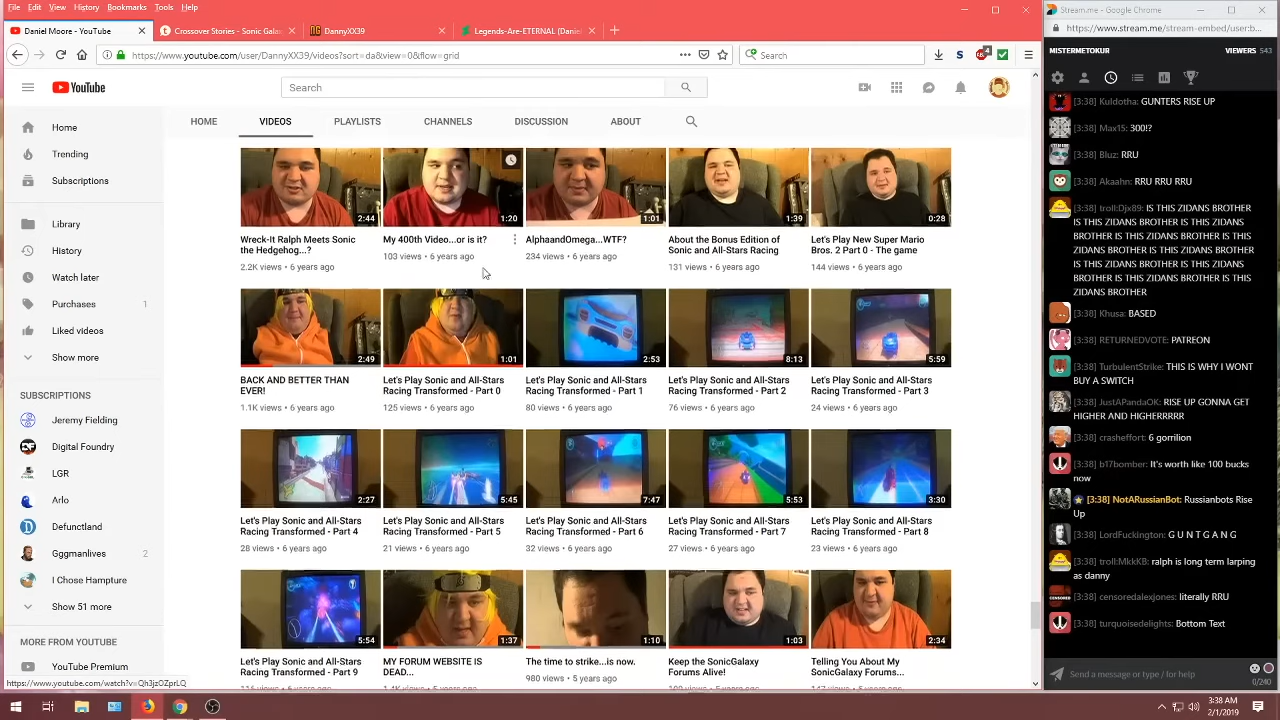 File Edit View History Bookmarks Tools Help
Stream.me - Google Chrome
Daniel Moore - YouTube
Crossover Stories - Sonic Galax
DannyXX39
Legends-Are-ETERNAL (Daniel
https://www.stream.me/stream-embed/userb:
https://www.youtube.com/user/DannyXX39/videos?sort=da&view=0&flow=grid
Search
MISTERMETOKUR
VIEWERS 543
YouTube
Search
HOME VIDEOS PLAYLISTS CHANNELS DISCUSSION ABOUT
Home
Trending
Subscriptions
Library
History
Watch later
Purchases 1
Liked videos
Show more
SUBSCRIPTIONS
Jeremy Fielding
Digital Foundry
LGR
Arlo
Defunctland
Gggmanlives 2
I Chose Hampture
Show 51 more
MORE FROM YOUTUBE
YouTube Premium
2:44
1:20
1:01
1:39
0:28
Wreck-It Ralph Meets Sonic
the Hedgehog...?
2.2K views • 6 years ago
My 400th Video...or is it?
103 views • 6 years ago
AlphaandOmega...WTF?
234 views • 6 years ago
About the Bonus Edition of
Sonic and All-Stars Racing
131 views • 6 years ago
Let's Play New Super Mario
Bros. 2 Part 0 - The game
144 views • 6 years ago
2:49
1:01
2:53
8:13
5:59
BACK AND BETTER THAN
EVER!
1.1K views • 6 years ago
Let's Play Sonic and All-Stars
Racing Transformed - Part 0
125 views • 6 years ago
Let's Play Sonic and All-Stars
Racing Transformed - Part 1
80 views • 6 years ago
Let's Play Sonic and All-Stars
Racing Transformed - Part 2
76 views • 6 years ago
Let's Play Sonic and All-Stars
Racing Transformed - Part 3
24 views • 6 years ago
2:27
5:45
7:47
5:53
3:30
Let's Play Sonic and All-Stars
Racing Transformed - Part 4
28 views • 6 years ago
Let's Play Sonic and All-Stars
Racing Transformed - Part 5
21 views • 6 years ago
Let's Play Sonic and All-Stars
Racing Transformed - Part 6
32 views • 6 years ago
Let's Play Sonic and All-Stars
Racing Transformed - Part 7
27 views • 6 years ago
Let's Play Sonic and All-Stars
Racing Transformed - Part 8
23 views • 6 years ago
5:54
1:37
1:10
1:03
2:34
Let's Play Sonic and All-Stars
Racing Transformed - Part 9
MY FORUM WEBSITE IS
DEAD...
The time to strike...is now.
980 views • 5 years ago
Keep the SonicGalaxy
Forums Alive!
Telling You About My
SonicGalaxy Forums...
https://www.youtube.com/watch?v=Qh3jzOZprLQ
[3:38] Kuldotha: GUNTERS RISE UP
[3:38] Max15: 300!?
[3:38] Bluz: RRU
[3:38] Akaahn: RRU RRU RRU
[3:38] troll:Djx89: IS THIS ZIDANS BROTHER
IS THIS ZIDANS BROTHER IS THIS ZIDANS
BROTHER IS THIS ZIDANS BROTHER IS THIS
ZIDANS BROTHER IS THIS ZIDANS BROTHER
IS THIS ZIDANS BROTHER IS THIS ZIDANS
BROTHER IS THIS ZIDANS BROTHER IS THIS
ZIDANS BROTHER
[3:38] Khusa: BASED
[3:38] RETURNEDVOTE: PATREON
[3:38] TurbulentStrike: THIS IS WHY I WONT
BUY A SWITCH
[3:38] JustAPandaOK: RISE UP GONNA GET
HIGHER AND HIGHERRRRR
[3:38] crasheffort: 6 gorrilion
[3:38] b17bomber: It's worth like 100 bucks
now
[3:38] NotARussianBot: Russianbots Rise
Up
[3:38] LordFuckington: G U N T G A N G
[3:38] troll:MkkKB: ralph is long term larping
as danny
[3:38] censoredalexjones: literally RRU
[3:38] turquoisedelights: Bottom Text
Send a message or type / for help
0/240
3:38 AM
2/11/2019